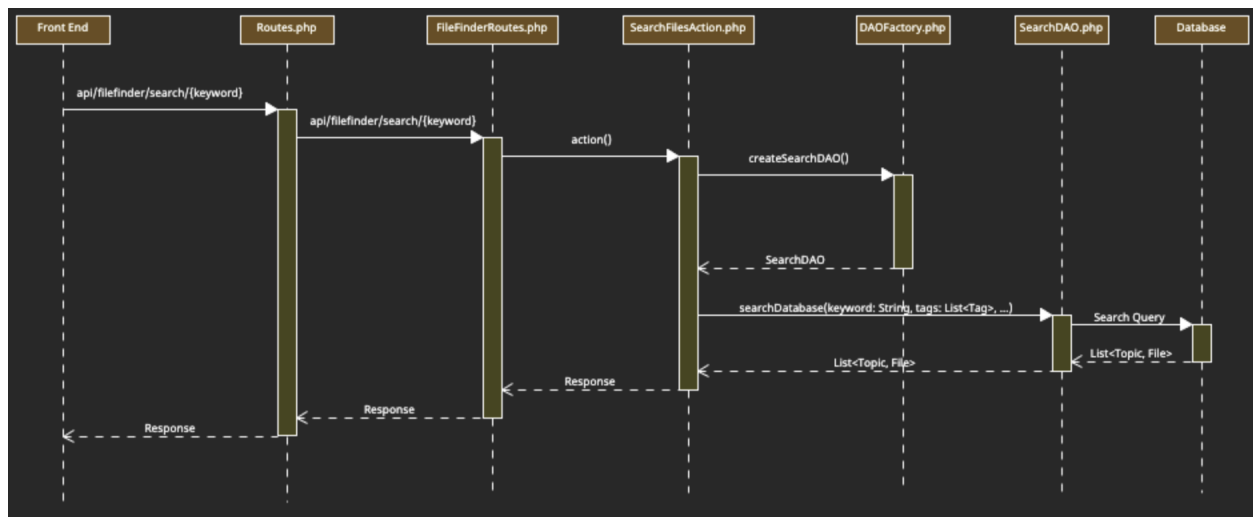 Front End
Routes.php
FileFinderRoutes.php
SearchFilesAction.php
DAOFactory.php
SearchDAO.php
Database
api/filefinder/search/{keyword}
api/filefinder/search/{keyword}
action()
createSearchDAO()
SearchDAO
searchDatabase(keyword: String, tags: List<Tag>, ...)
Search Query
List<Topic, File>
List<Topic, File>
Response
Response
Response